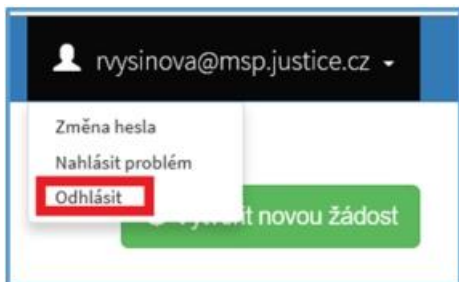 rvysinova@msp.justice.cz
Změna hesla
Nahlásit problém
Odhlásit
novou žádost